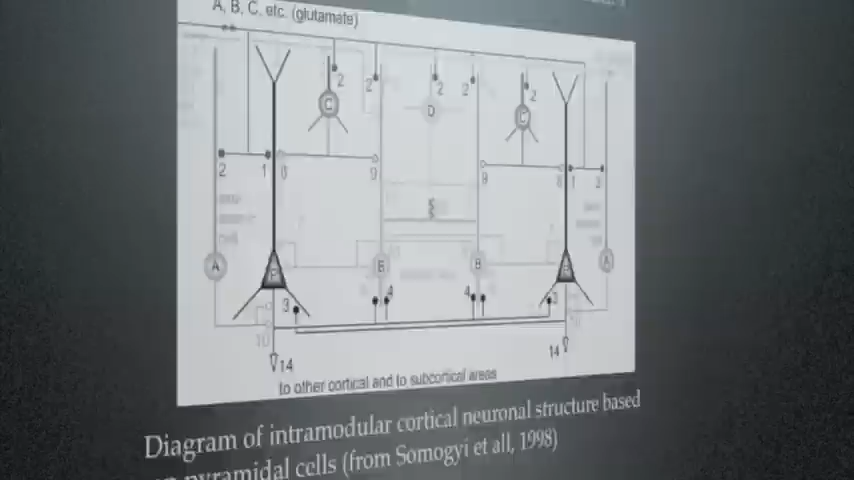 A, B, C, etc. (glutamate)
2 2 2 2 2
C D C
2 1 6 9 9 8 1 3
A P B B A
3 4 4 3
10
14 14
to other cortical and to subcortical areas
Diagram of intramodular cortical neuronal structure based
pyramidal cells (from Somogyi et all, 1998)